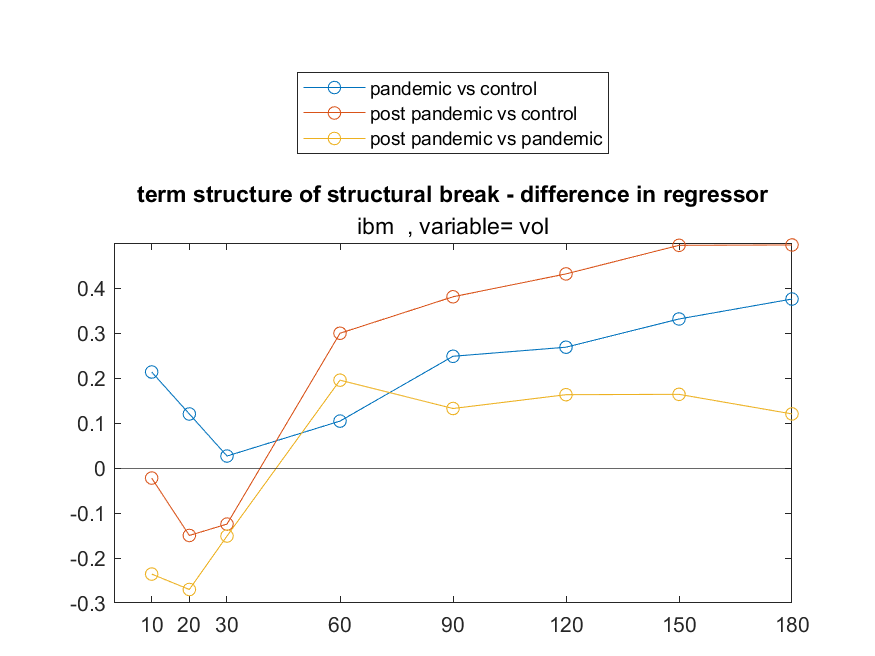 pandemic vs control
post pandemic vs control
post pandemic vs pandemic
term structure of structural break - difference in regressor
ibm  , variable= vol
0.4
0.3
0.2
0.1
0
-0.1
-0.2
-0.3
10 20 30 60 90 120 150 180